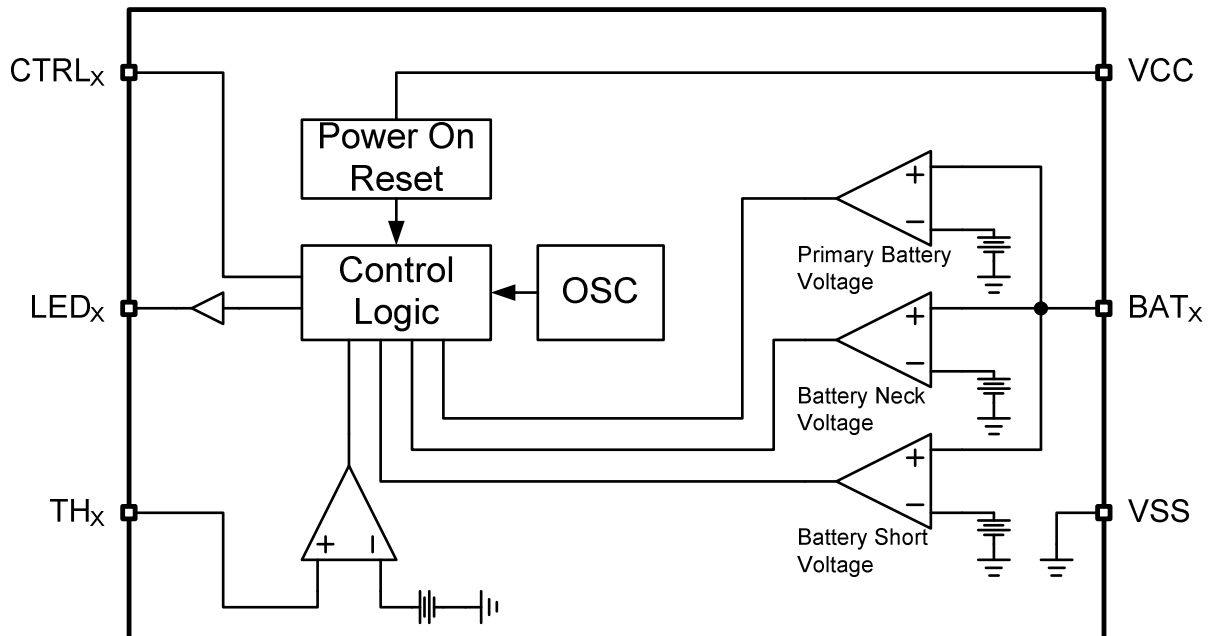 CTRLX
VCC
Power On
Reset
Primary Battery
Voltage
Control
Logic
OSC
LEDX
BATX
Battery Neck
Voltage
THX
VSS
Battery Short
Voltage